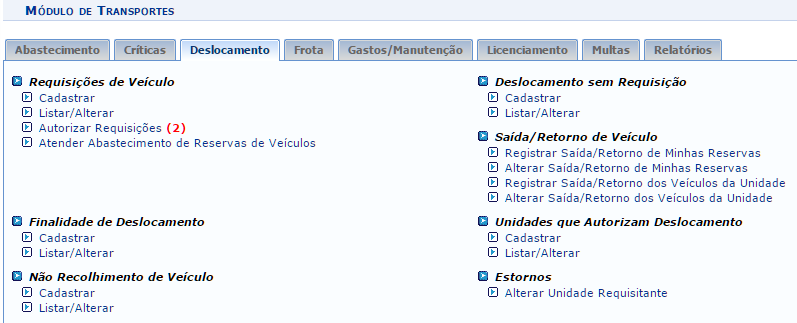 Módulo de Transportes
Abastecimento
Críticas
Deslocamento
Frota
Gastos/Manutenção
Licenciamento
Multas
Relatórios
Requisições de Veículo
Cadastrar
Listar/Alterar
Autorizar Requisições (2)
Atender Abastecimento de Reservas de Veículos
Deslocamento sem Requisição
Cadastrar
Listar/Alterar
Saída/Retorno de Veículo
Registrar Saída/Retorno de Minhas Reservas
Alterar Saída/Retorno de Minhas Reservas
Registrar Saída/Retorno dos Veículos da Unidade
Alterar Saída/Retorno dos Veículos da Unidade
Finalidade de Deslocamento
Cadastrar
Listar/Alterar
Unidades que Autorizam Deslocamento
Cadastrar
Listar/Alterar
Não Recolhimento de Veículo
Cadastrar
Listar/Alterar
Estornos
Alterar Unidade Requisitante